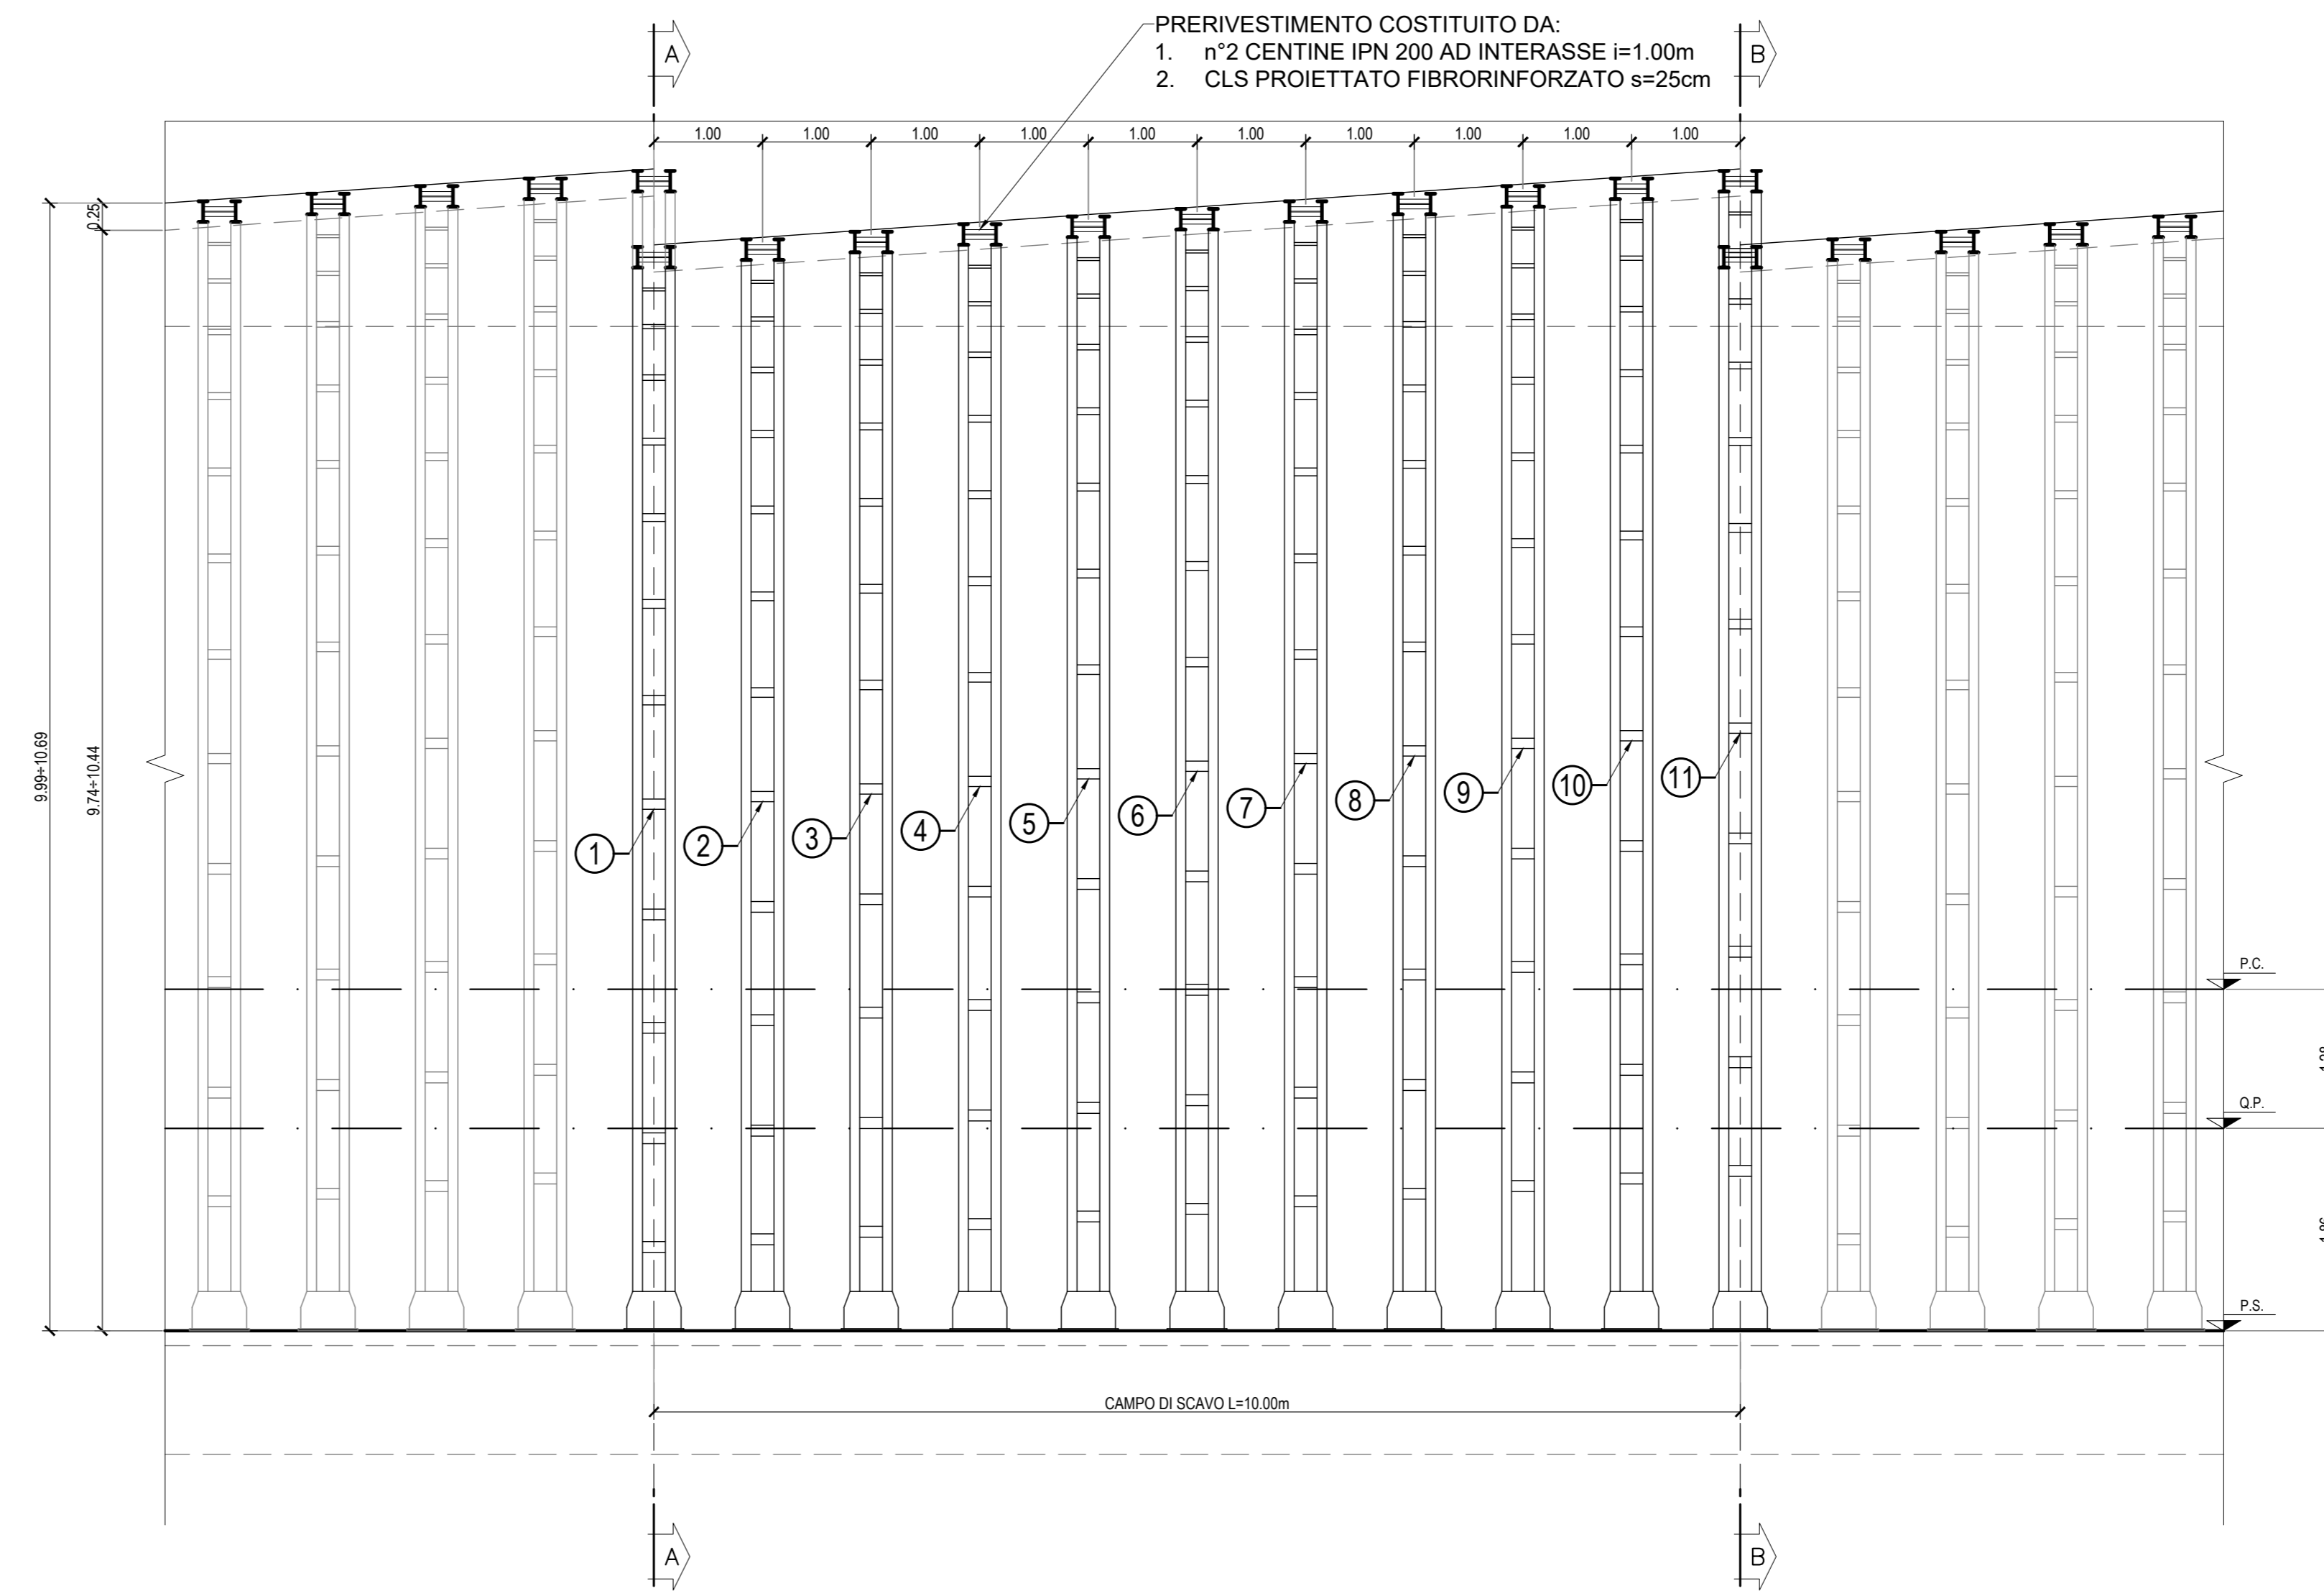 PRERIVESTIMENTO COSTITUITO DA:
1. n°2 CENTINE IPN 200 AD INTERASSE i=1.00m
2. CLS PROIETTATO FIBRORINFORZATO s=25cm
A
B
1.00 1.00 1.00 1.00 1.00 1.00 1.00 1.00 1.00 1.00
0.25
9.99÷10.69
9.74÷10.44
1 2 3 4 5 6 7 8 9 10 11
P.C.
Q.P.
P.S.
CAMPO DI SCAVO L=10.00m
A
B